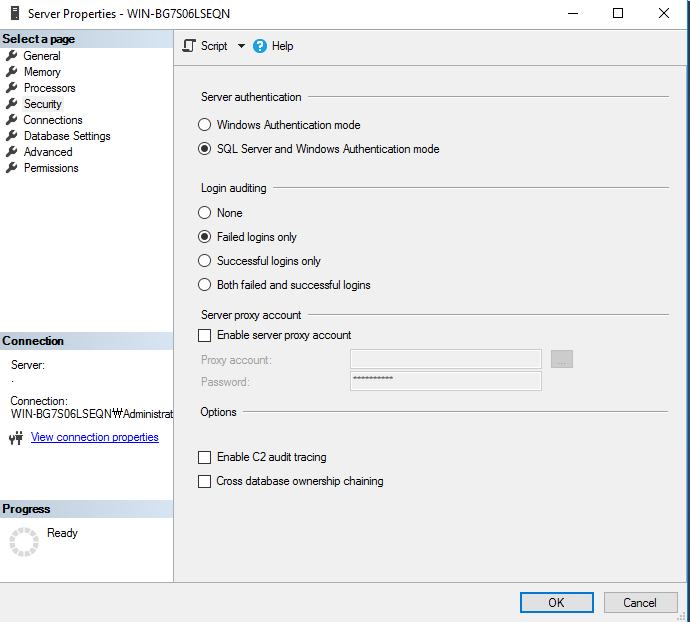 Server Properties - WIN-BG7S06LSEQN
Select a page
General
Memory
Processors
Security
Connections
Database Settings
Advanced
Permissions
Connection
Server:
.
Connection:
WIN-BG7S06LSEQN₩Administrat
View connection properties
Progress
Ready
Script
Help
Server authentication
Windows Authentication mode
SQL Server and Windows Authentication mode
Login auditing
None
Failed logins only
Successful logins only
Both failed and successful logins
Server proxy account
Enable server proxy account
Proxy account:
...
Password:
**********
Options
Enable C2 audit tracing
Cross database ownership chaining
OK
Cancel